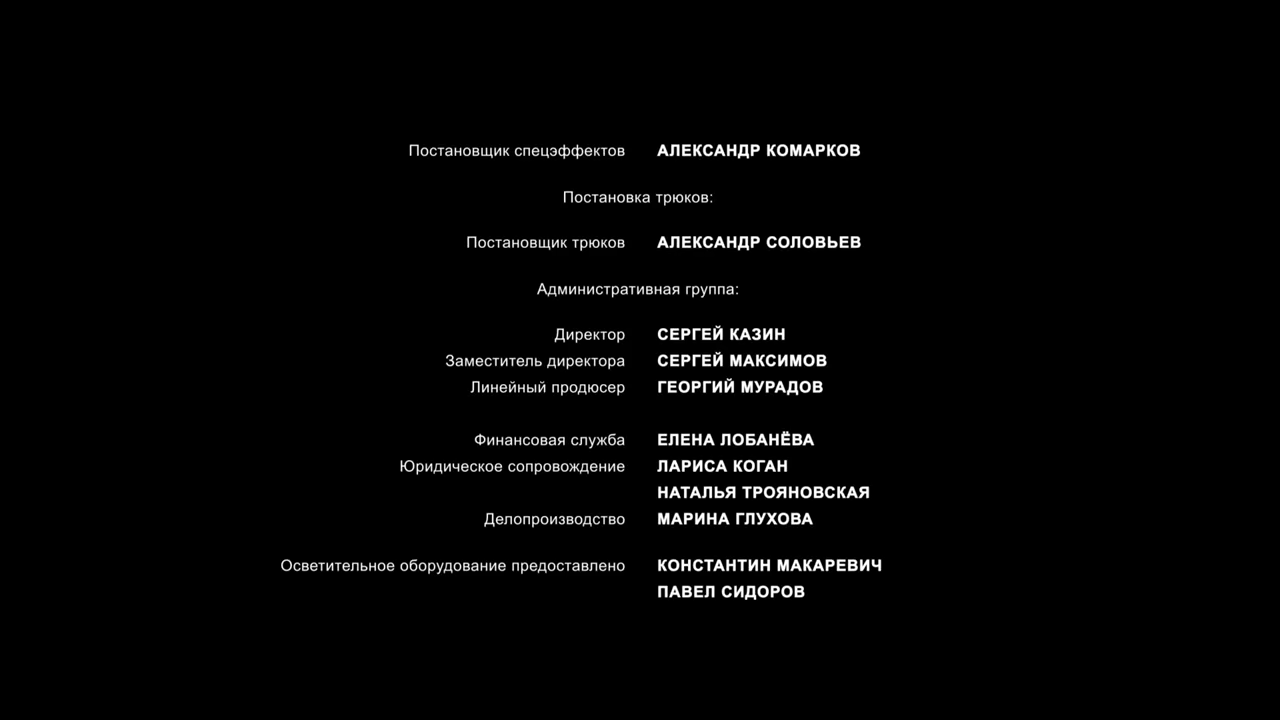 Постановщик спецэффектов АЛЕКСАНДР КОМАРКОВ
Постановка трюков:
Постановщик трюков АЛЕКСАНДР СОЛОВЬЕВ
Административная группа:
Директор СЕРГЕЙ КАЗИН
Заместитель директора СЕРГЕЙ МАКСИМОВ
Линейный продюсер ГЕОРГИЙ МУРАДОВ
Финансовая служба ЕЛЕНА ЛОБАНЁВА
Юридическое сопровождение ЛАРИСА КОГАН
НАТАЛЬЯ ТРОЯНОВСКАЯ
Делопроизводство МАРИНА ГЛУХОВА
Осветительное оборудование предоставлено КОНСТАНТИН МАКАРЕВИЧ
ПАВЕЛ СИДОРОВ